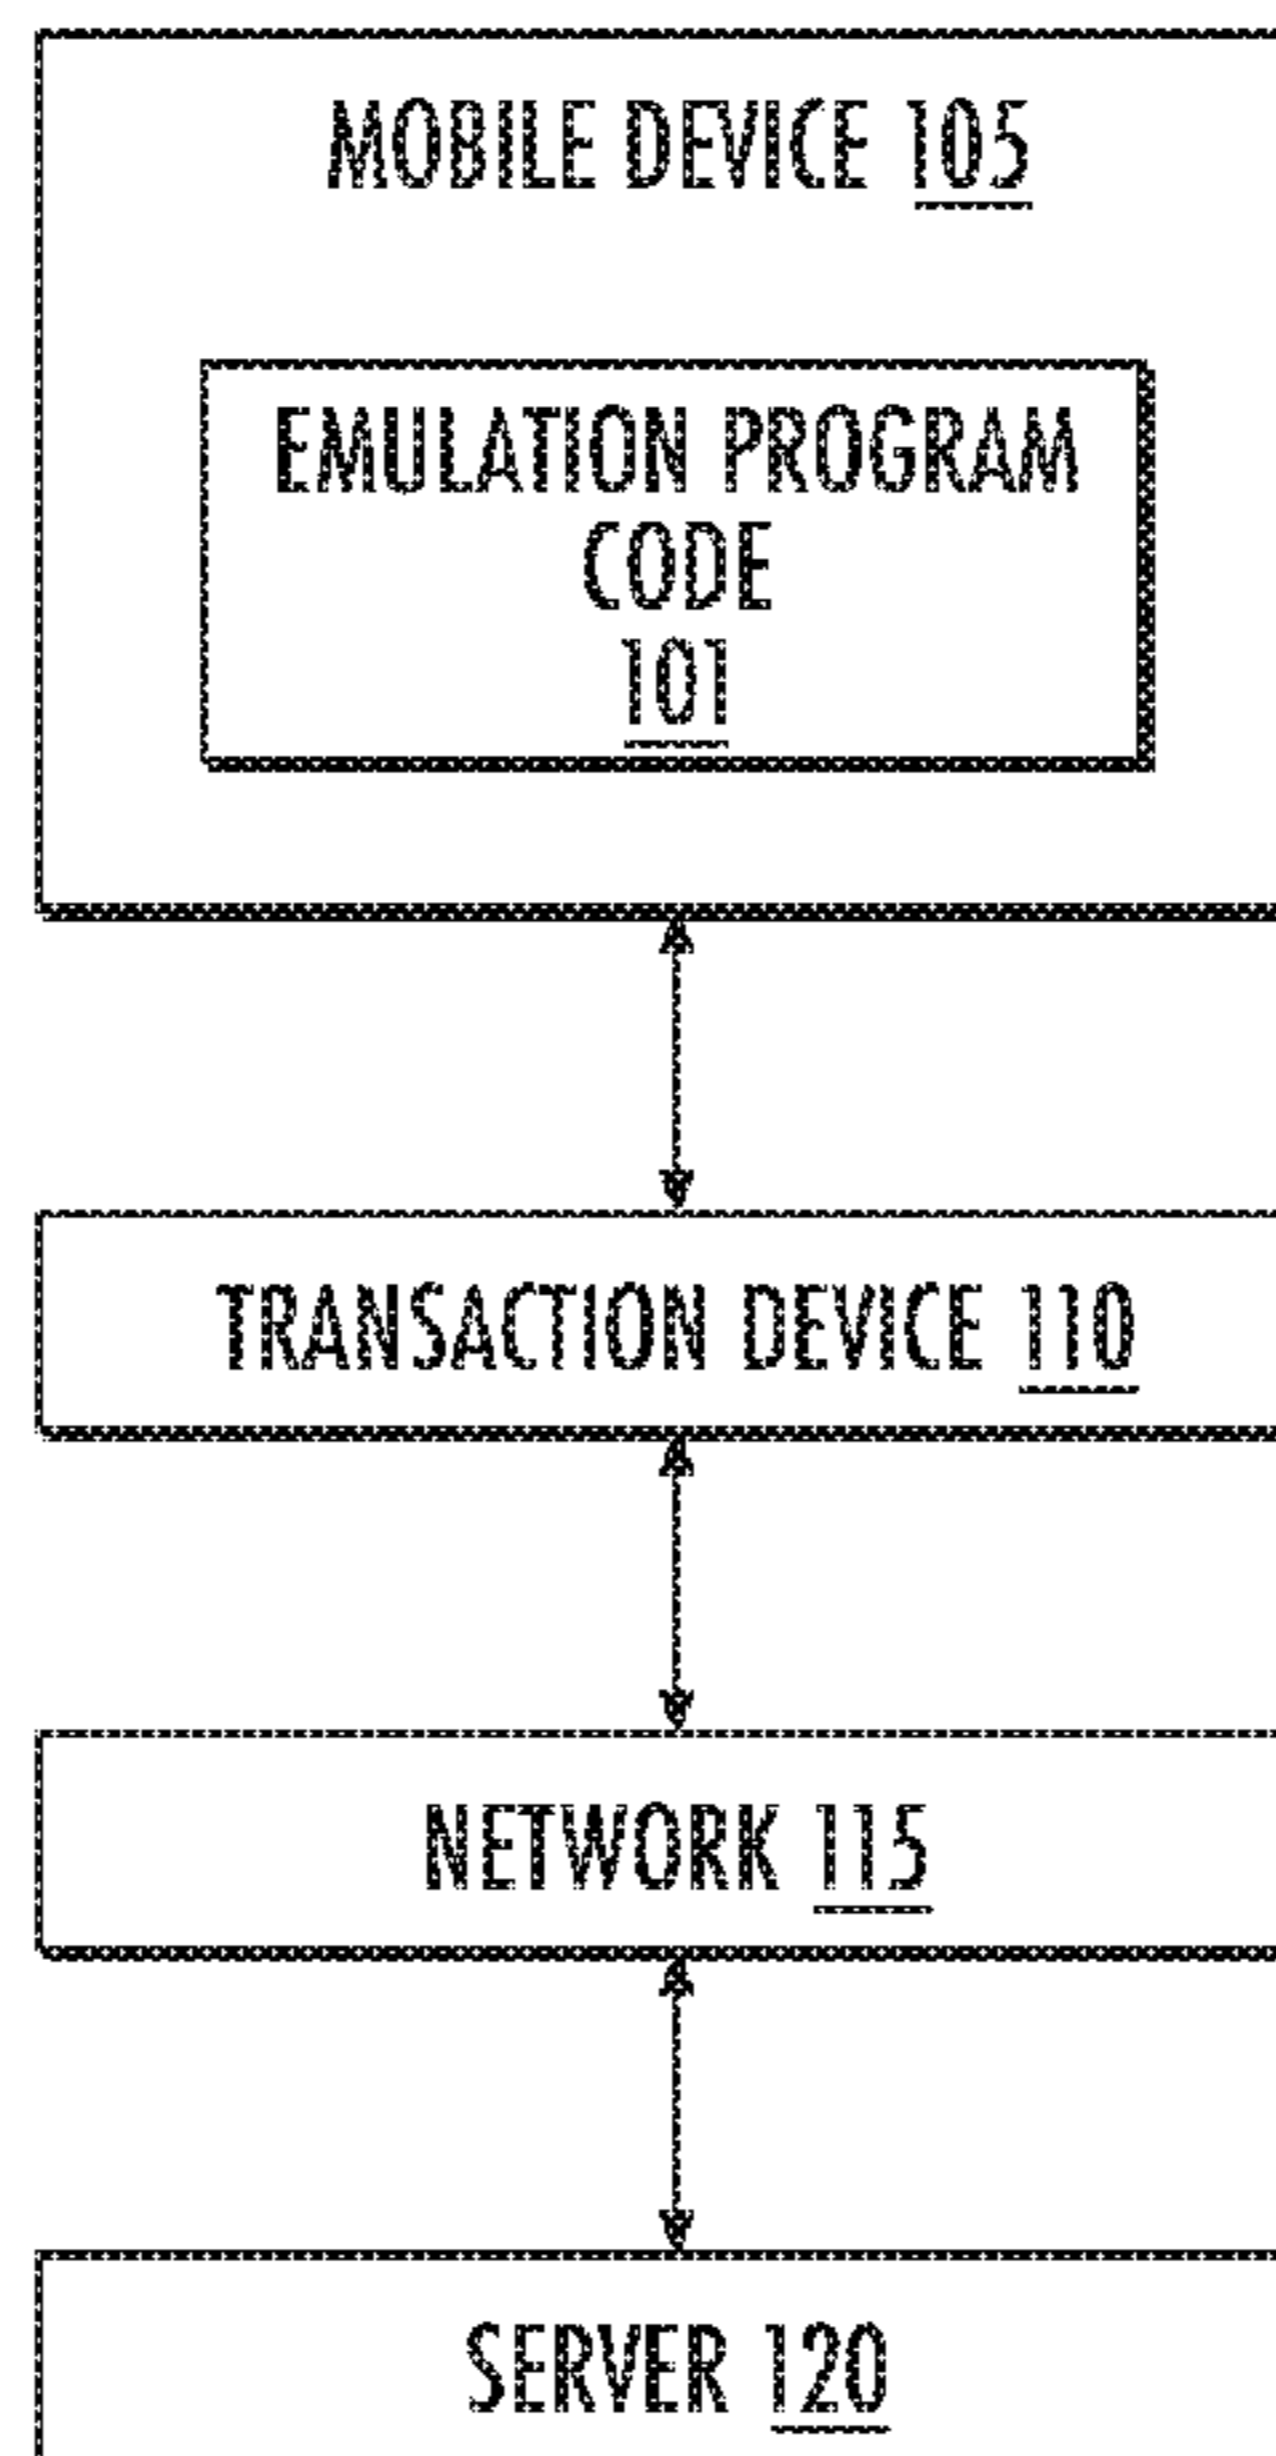 MOBILE DEVICE 105
EMULATION PROGRAM
CODE
101
TRANSACTION DEVICE 110
NETWORK 115
SERVER 120